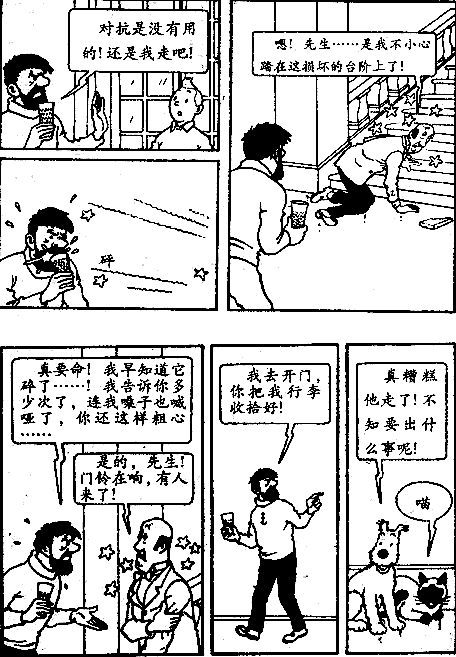 对抗是没有用
的！还是我走吧！
嗯！先生……是我不小心
踏在这损坏的台阶上了！
砰
真要命！我早知道它
碎了……！我告诉你多
少次了，连我嗓子也喊
哑了，你还这样粗心
……
是的，先生！
门铃在响，有人
来了！
我去开门，
你把我行李
收拾好！
真糟糕
他走了！不
知要出什
么事呢！
喵